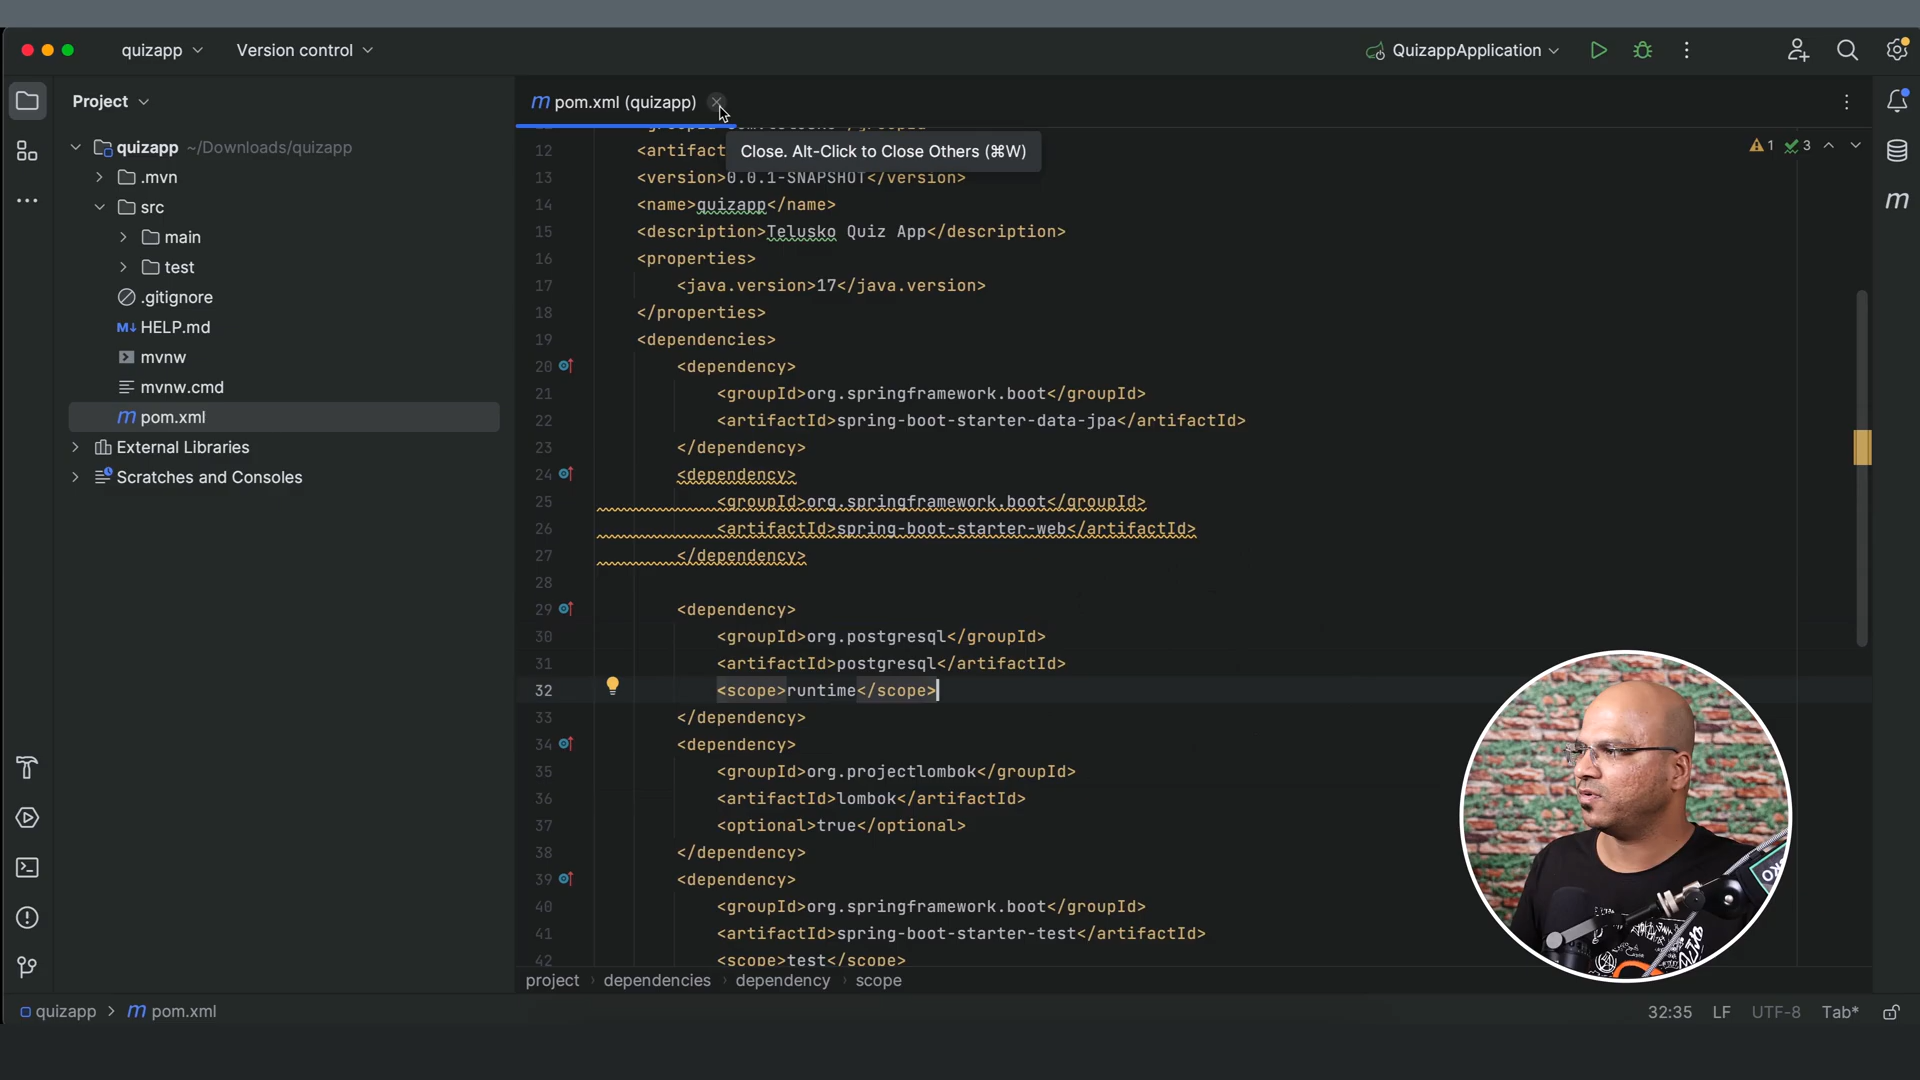 quizapp
Version control
QuizappApplication
Project
pom.xml (quizapp)
quizapp ~/Downloads/quizapp
.mvn
src
main
test
.gitignore
HELP.md
mvnw
mvnw.cmd
pom.xml
External Libraries
Scratches and Consoles
Close. Alt-Click to Close Others (⌘W)
1 3
12 <artifact
13 <version>0.0.1-SNAPSHOT</version>
14 <name>quizapp</name>
15 <description>Telusko Quiz App</description>
16 <properties>
17 <java.version>17</java.version>
18 </properties>
19 <dependencies>
20 <dependency>
21 <groupId>org.springframework.boot</groupId>
22 <artifactId>spring-boot-starter-data-jpa</artifactId>
23 </dependency>
24 <dependency>
25 <groupId>org.springframework.boot</groupId>
26 <artifactId>spring-boot-starter-web</artifactId>
27 </dependency>
28
29 <dependency>
30 <groupId>org.postgresql</groupId>
31 <artifactId>postgresql</artifactId>
32 <scope>runtime</scope>
33 </dependency>
34 <dependency>
35 <groupId>org.projectlombok</groupId>
36 <artifactId>lombok</artifactId>
37 <optional>true</optional>
38 </dependency>
39 <dependency>
40 <groupId>org.springframework.boot</groupId>
41 <artifactId>spring-boot-starter-test</artifactId>
42 <scope>test</scope>
project › dependencies › dependency › scope
quizapp > m pom.xml
32:35 LF UTF-8 Tab*